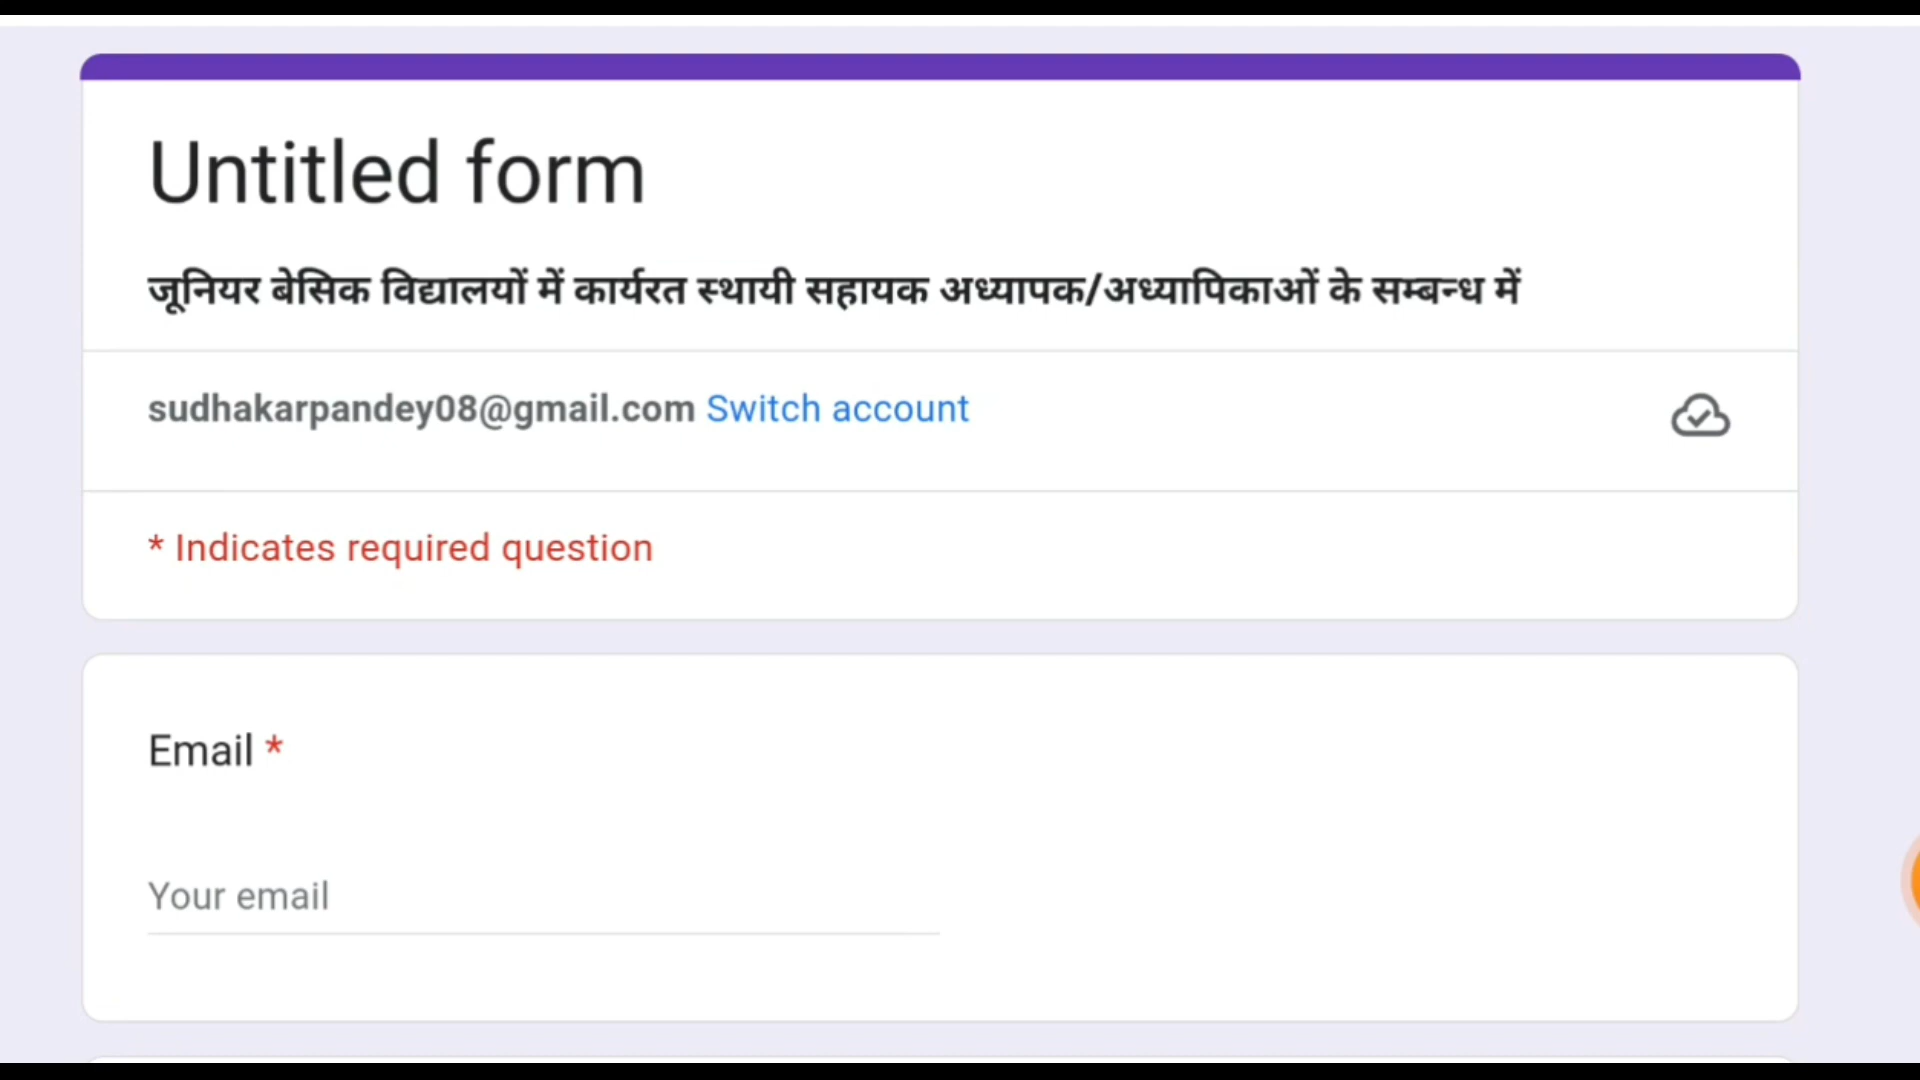 Untitled form
जूनियर बेसिक विद्यालयों में कार्यरत स्थायी सहायक अध्यापक/अध्यापिकाओं के सम्बन्ध में
sudhakarpandey08@gmail.com Switch account
* Indicates required question
Email *
Your email